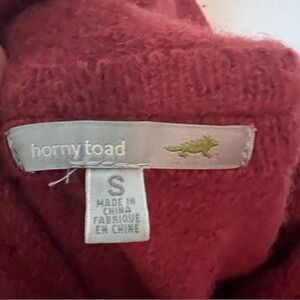 horny toad
S
MADE IN
CHINA
FABRIQUE
EN CHINE